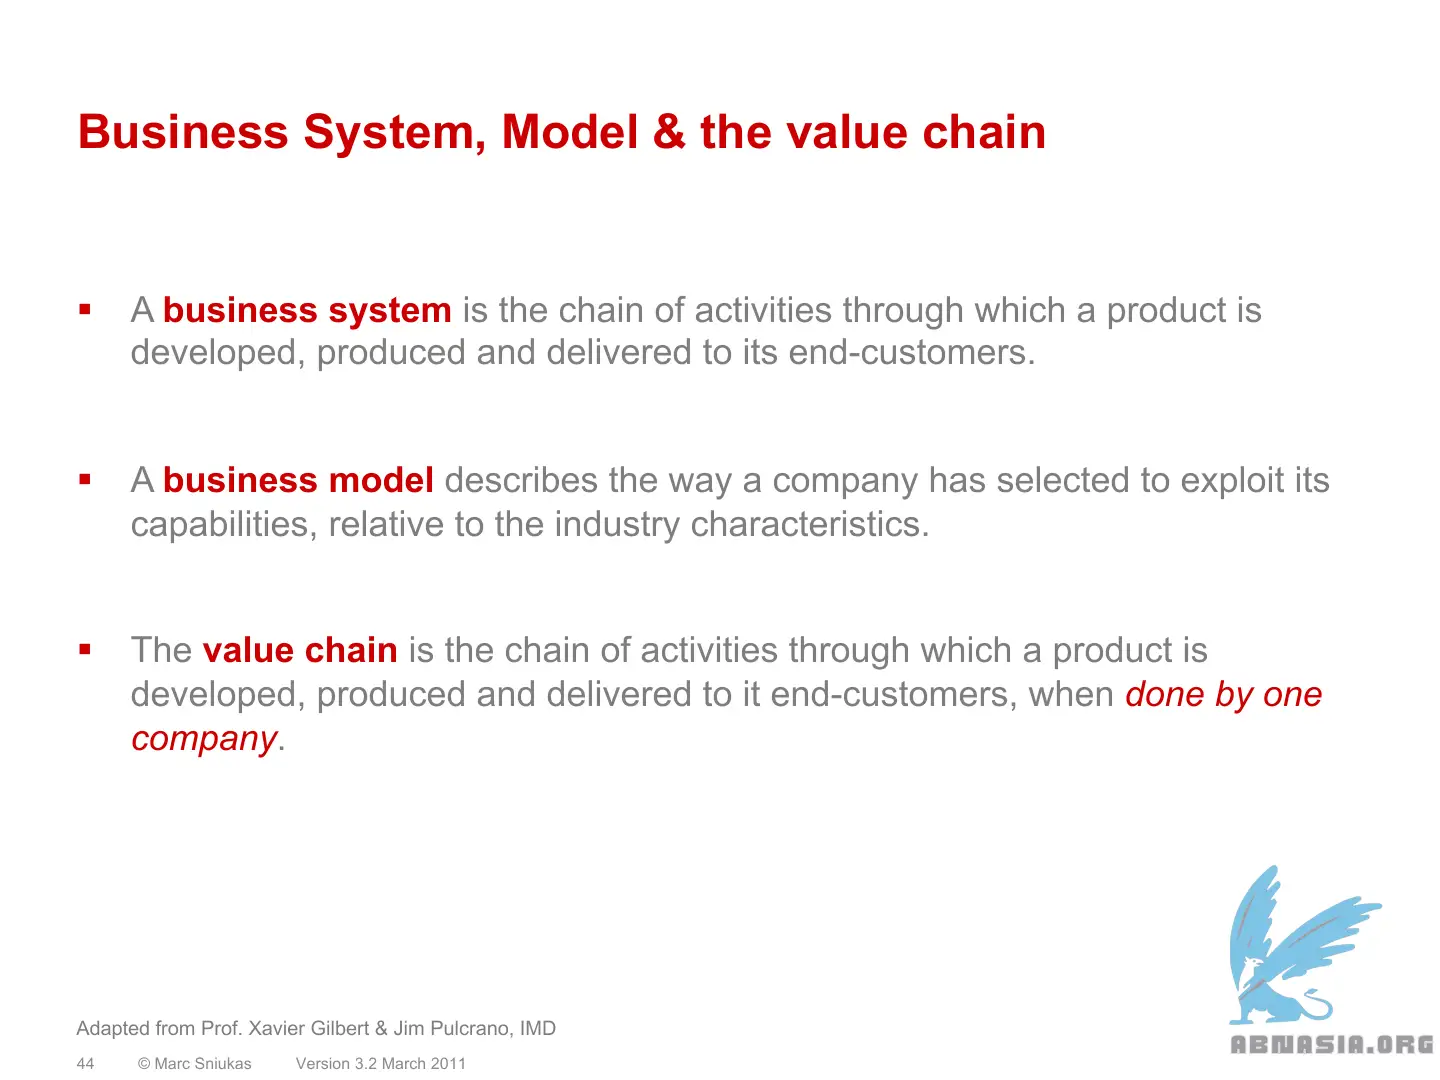 Business System, Model & the value chain
▪ A business system is the chain of activities through which a product is
developed, produced and delivered to its end-customers.
▪ A business model describes the way a company has selected to exploit its
capabilities, relative to the industry characteristics.
▪ The value chain is the chain of activities through which a product is
developed, produced and delivered to it end-customers, when done by one
company.
Adapted from Prof. Xavier Gilbert & Jim Pulcrano, IMD
44 © Marc Sniukas Version 3.2 March 2011
ABNASIA.ORG